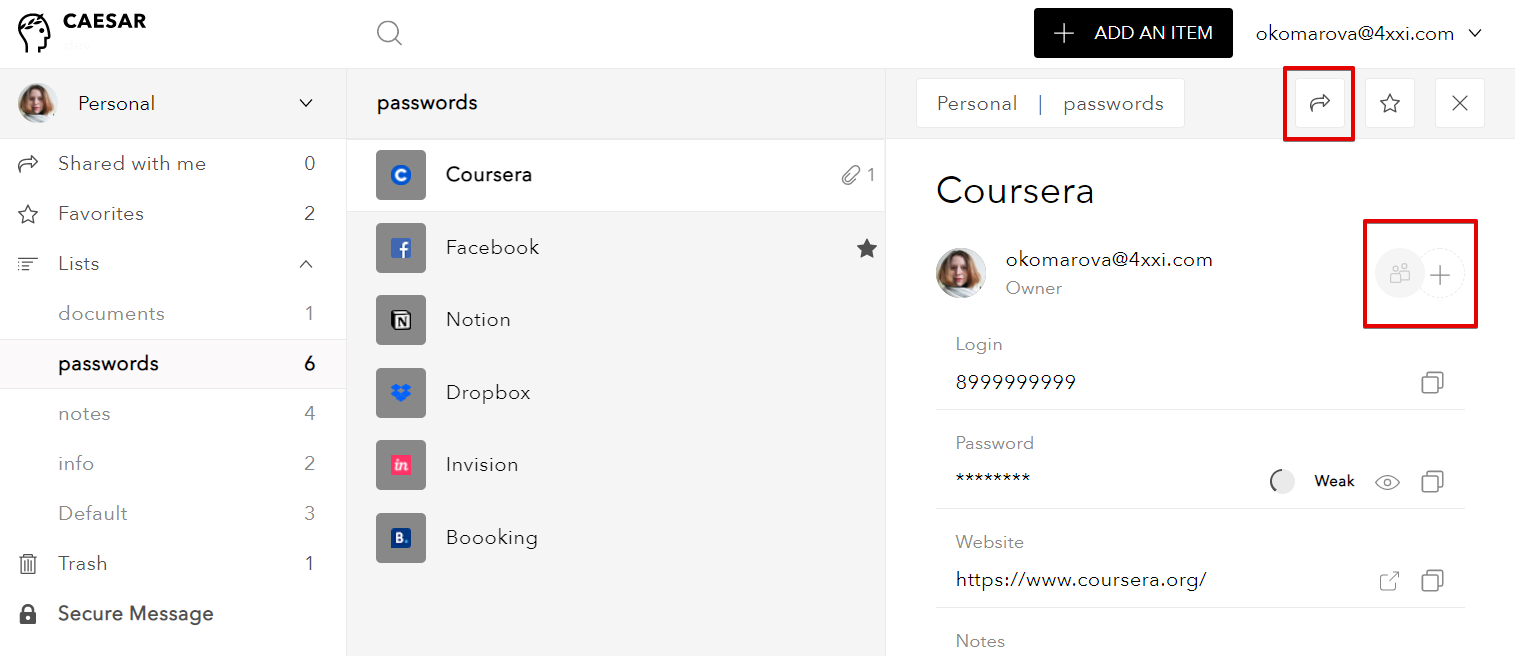 CAESAR
ADD AN ITEM
okomarova@4xxi.com
Personal
Shared with me 0
Favorites 2
Lists
documents 1
passwords 6
notes 4
info 2
Default 3
Trash 1
Secure Message
passwords
Coursera 1
Facebook
Notion
Dropbox
in
Invision
B.
Boooking
Personal | passwords
Coursera
okomarova@4xxi.com
Owner
Login
8999999999
Password
******** Weak
Website
https://www.coursera.org/
Notes